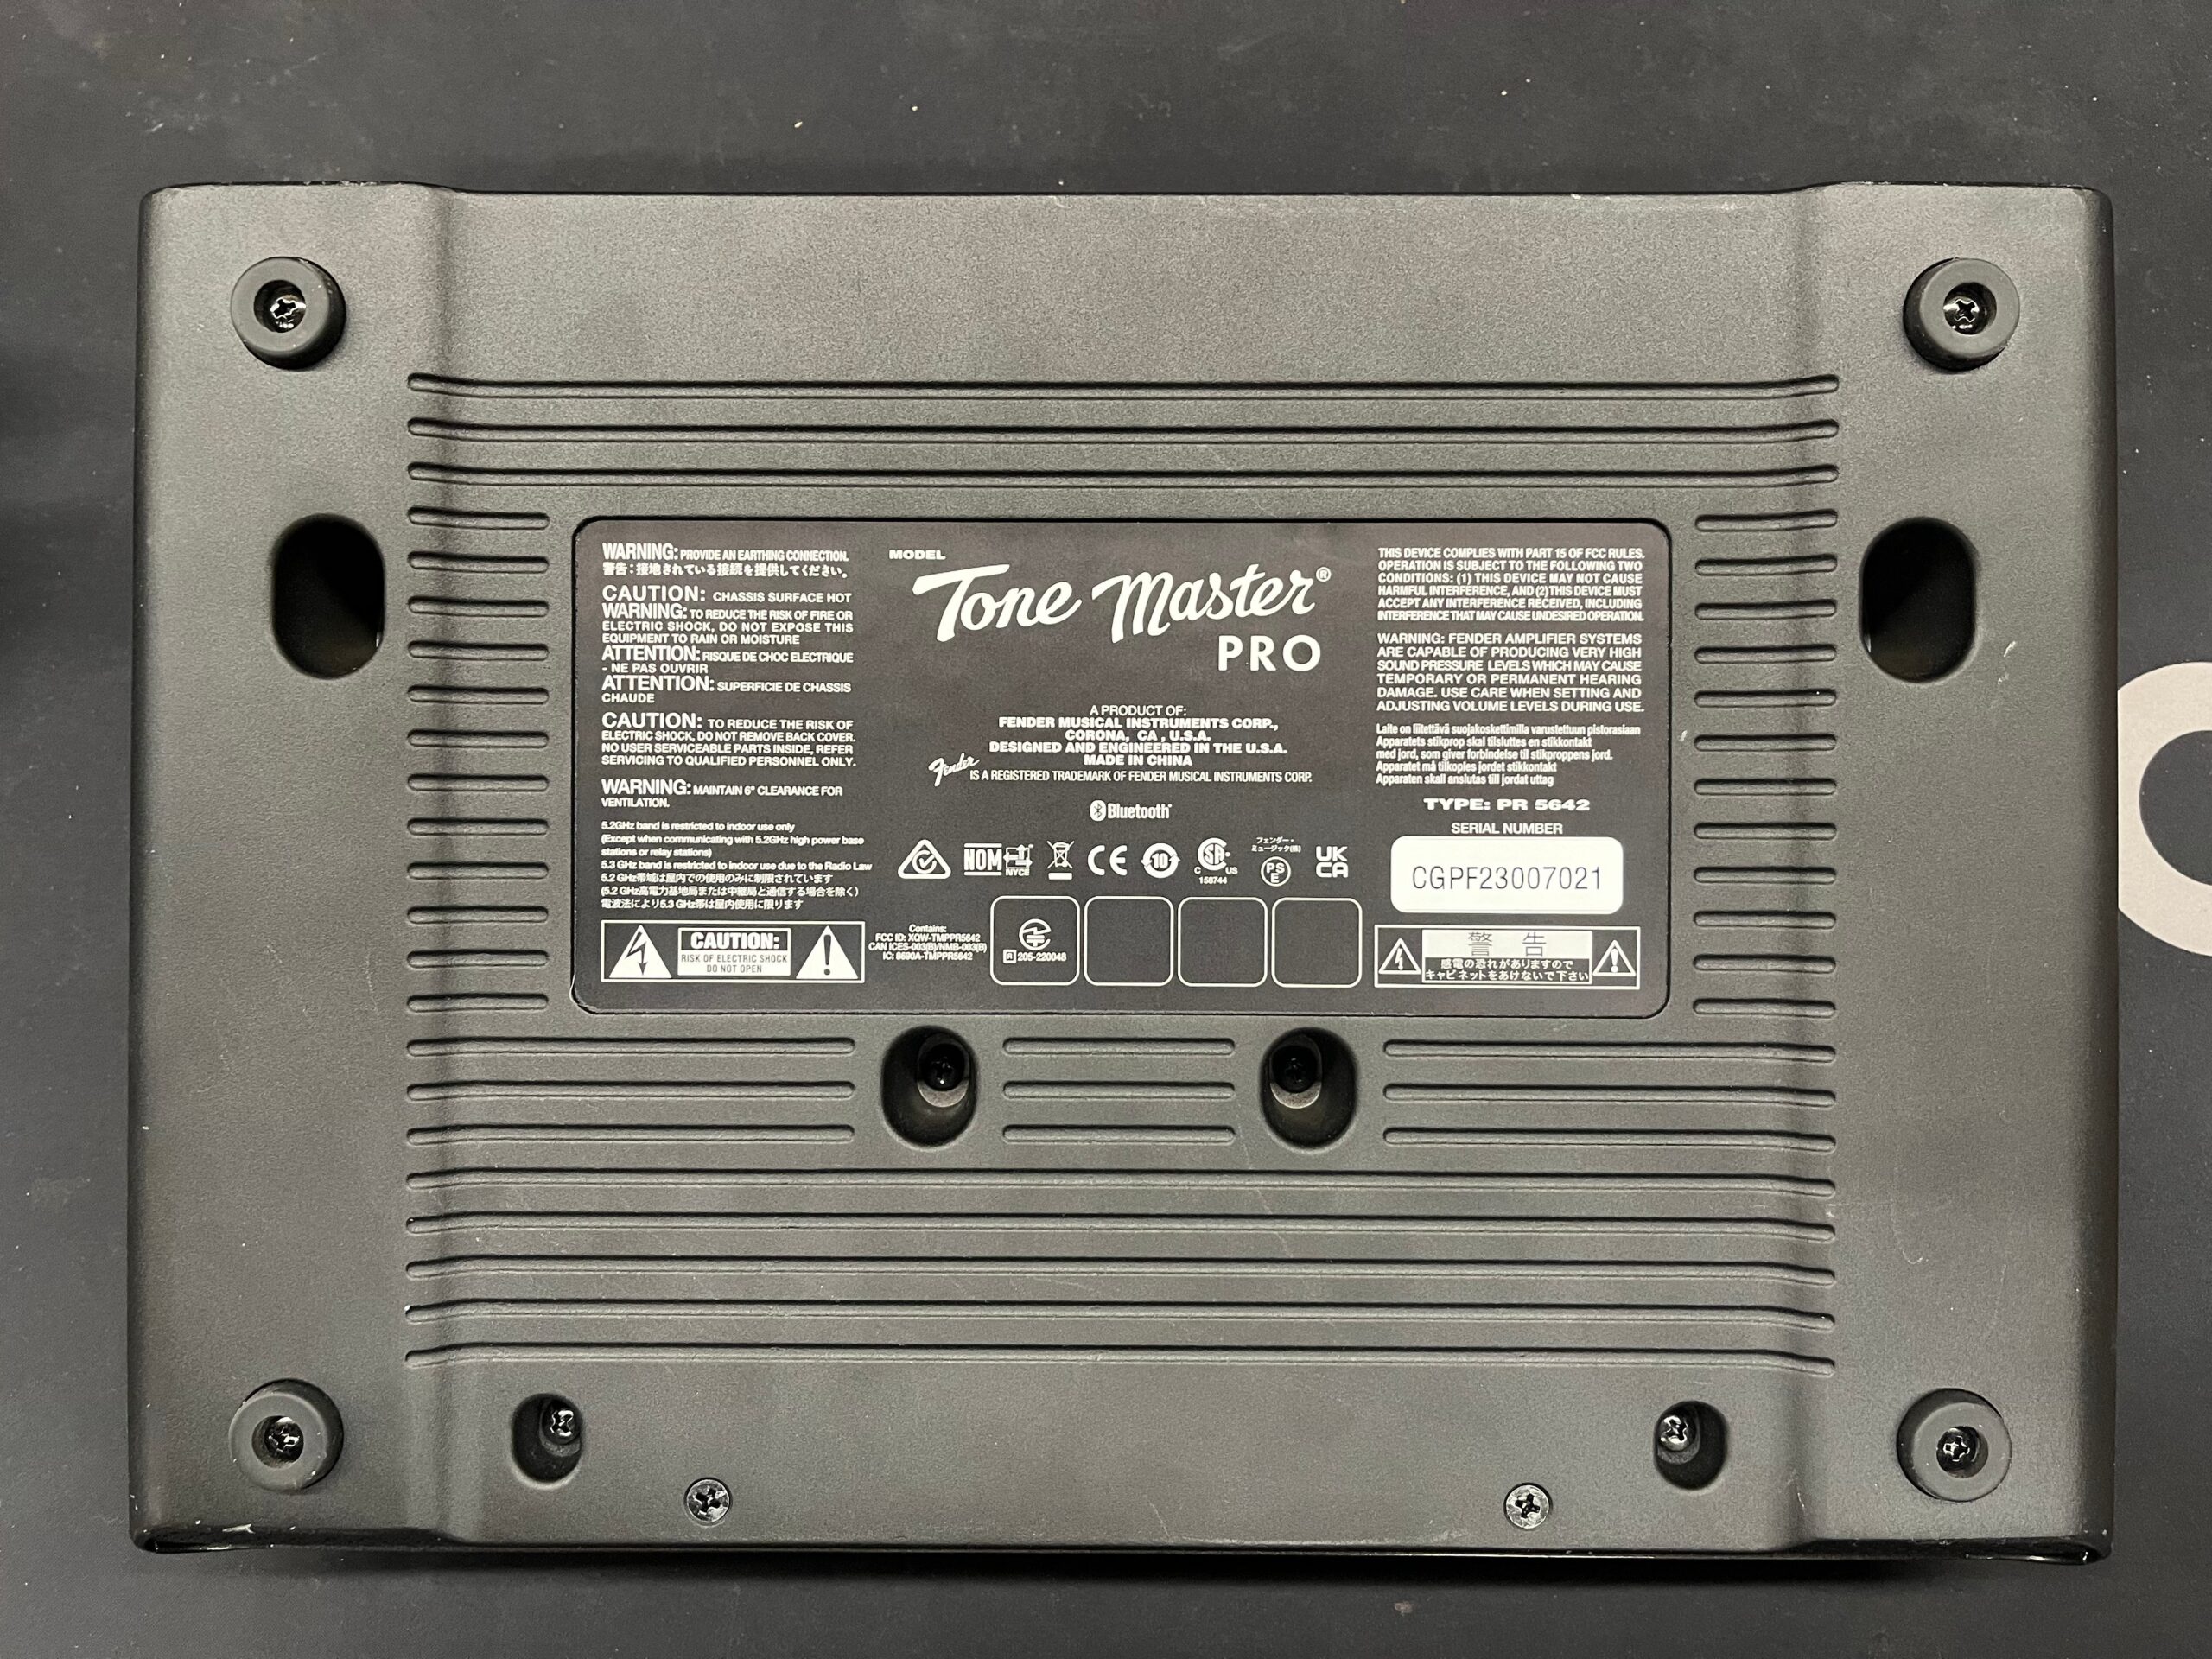 WARNING: PROVIDE AN EARTHING CONNECTION.
警告：接地されている接続を提供してください。
CAUTION: CHASSIS SURFACE HOT
WARNING: TO REDUCE THE RISK OF FIRE OR
ELECTRIC SHOCK, DO NOT EXPOSE THIS
EQUIPMENT TO RAIN OR MOISTURE
ATTENTION: RISQUE DE CHOC ELECTRIQUE
- NE PAS OUVRIR
ATTENTION: SUPERFICIE DE CHASSIS
CHAUDE
CAUTION: TO REDUCE THE RISK OF
ELECTRIC SHOCK, DO NOT REMOVE BACK COVER.
NO USER SERVICEABLE PARTS INSIDE, REFER
SERVICING TO QUALIFIED PERSONNEL ONLY.
WARNING: MAINTAIN 6" CLEARANCE FOR
VENTILATION.
5.2GHz band is restricted to indoor use only
(Except when communicating with 5.2GHz high power base
stations or relay stations)
5.3 GHz band is restricted to indoor use due to the Radio Law
5.2 GHz帯域は屋内での使用のみに制限されています
(5.2 GHz高電力基地局または中継局と通信する場合を除く)
電波法により5.3 GHz帯は屋内使用に限ります
CAUTION:
RISK OF ELECTRIC SHOCK
DO NOT OPEN
MODEL
Tone Master®
PRO
A PRODUCT OF:
FENDER MUSICAL INSTRUMENTS CORP.,
CORONA, CA , U.S.A.
DESIGNED AND ENGINEERED IN THE U.S.A.
MADE IN CHINA
Fender IS A REGISTERED TRADEMARK OF FENDER MUSICAL INSTRUMENTS CORP.
Bluetooth®
NOM NYCE CE 10 C SA US 158744
フェンダー・
ミュージック(株)
PS E
UK CA
Contains:
FCC ID: XQW-TMPPR5642
CAN ICES-003(B)/NMB-003(B)
IC: 8690A-TMPPR5642
R 205-220048
THIS DEVICE COMPLIES WITH PART 15 OF FCC RULES.
OPERATION IS SUBJECT TO THE FOLLOWING TWO
CONDITIONS: (1) THIS DEVICE MAY NOT CAUSE
HARMFUL INTERFERENCE, AND (2)THIS DEVICE MUST
ACCEPT ANY INTERFERENCE RECEIVED, INCLUDING
INTERFERENCE THAT MAY CAUSE UNDESIRED OPERATION.
WARNING: FENDER AMPLIFIER SYSTEMS
ARE CAPABLE OF PRODUCING VERY HIGH
SOUND PRESSURE LEVELS WHICH MAY CAUSE
TEMPORARY OR PERMANENT HEARING
DAMAGE. USE CARE WHEN SETTING AND
ADJUSTING VOLUME LEVELS DURING USE.
Laite on liitettävä suojakoskettimilla varustettuun pistorasiaan
Apparatets stikprop skal tilsluttes en stikkontakt
med jord, som giver forbindelse til stikproppens jord.
Apparatet må tilkoples jordet stikkontakt
Apparaten skall anslutas till jordat uttag
TYPE: PR 5642
SERIAL NUMBER
CGPF23007021
警 告
感電の恐れがありますので
キャビネットをあけないで下さい